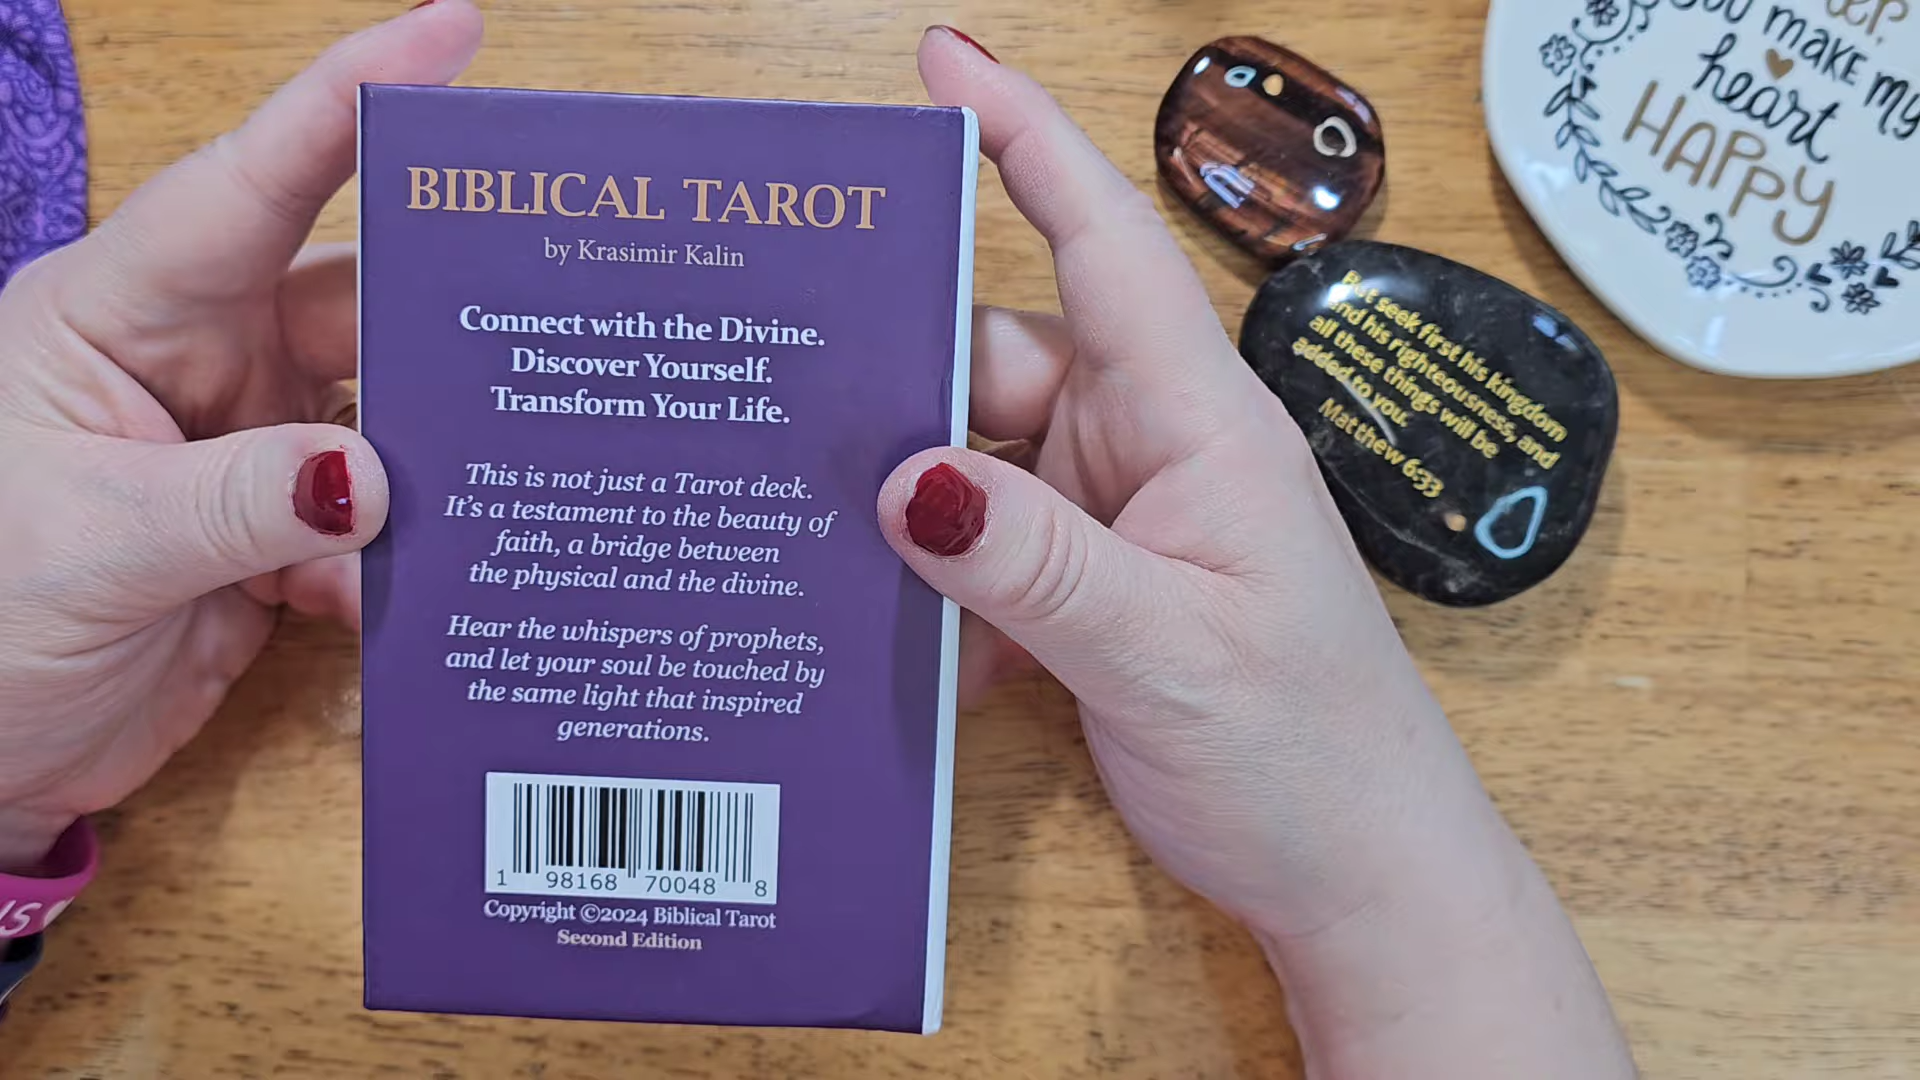 BIBLICAL TAROT
by Krasimir Kalin
Connect with the Divine.
Discover Yourself.
Transform Your Life.
This is not just a Tarot deck.
It's a testament to the beauty of
faith, a bridge between
the physical and the divine.
Hear the whispers of prophets,
and let your soul be touched by
the same light that inspired
generations.
1 98168 70048 8
Copyright ©2024 Biblical Tarot
Second Edition
But seek first his kingdom
and his righteousness, and
all these things will be
added to you.
Matthew 6:33
you make my
heart
HAPPY